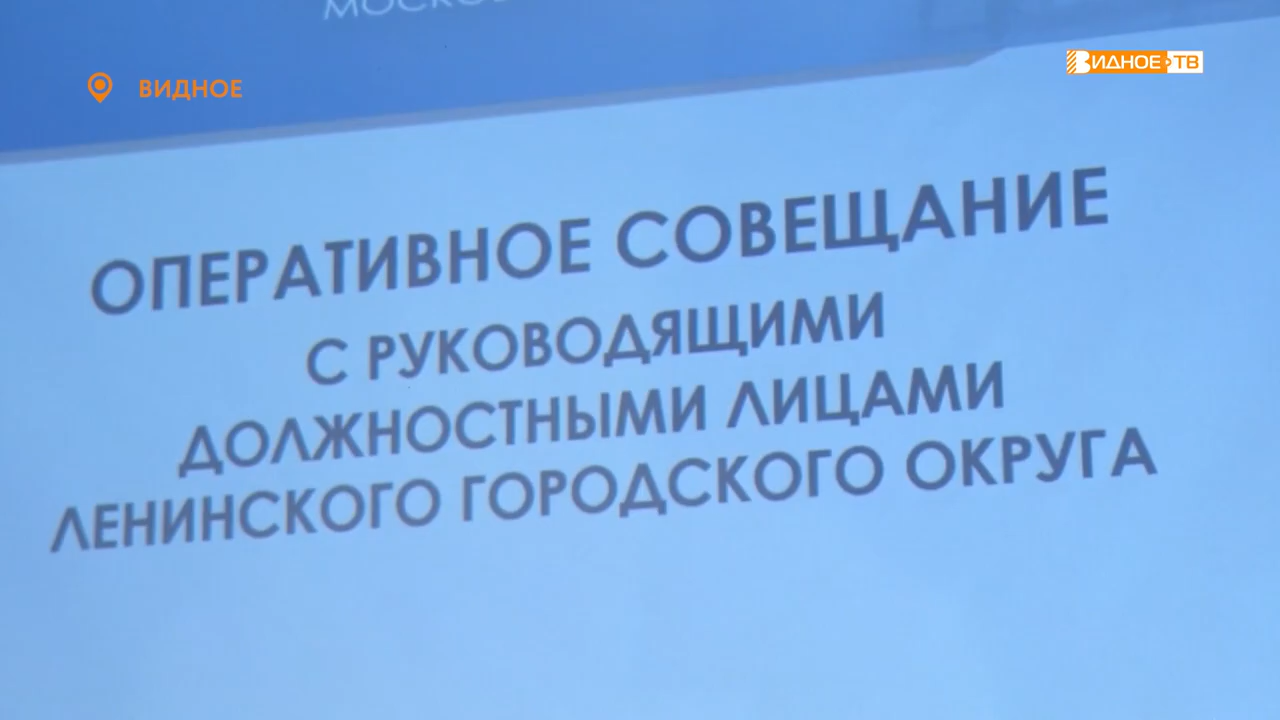 ВИДНОЕ
ВИДНОЕ ТВ
ОПЕРАТИВНОЕ СОВЕЩАНИЕ
С РУКОВОДЯЩИМИ
ДОЛЖНОСТНЫМИ ЛИЦАМИ
ЛЕНИНСКОГО ГОРОДСКОГО ОКРУГА